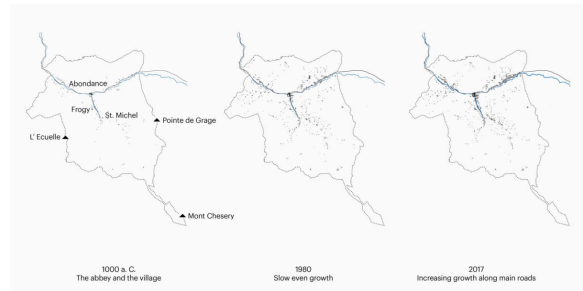 Abondance
Frogy
St. Michel
Pointe de Grage
L' Ecuelle
Mont Chesery
1000 a. C.
The abbey and the village
1980
Slow even growth
2017
Increasing growth along main roads